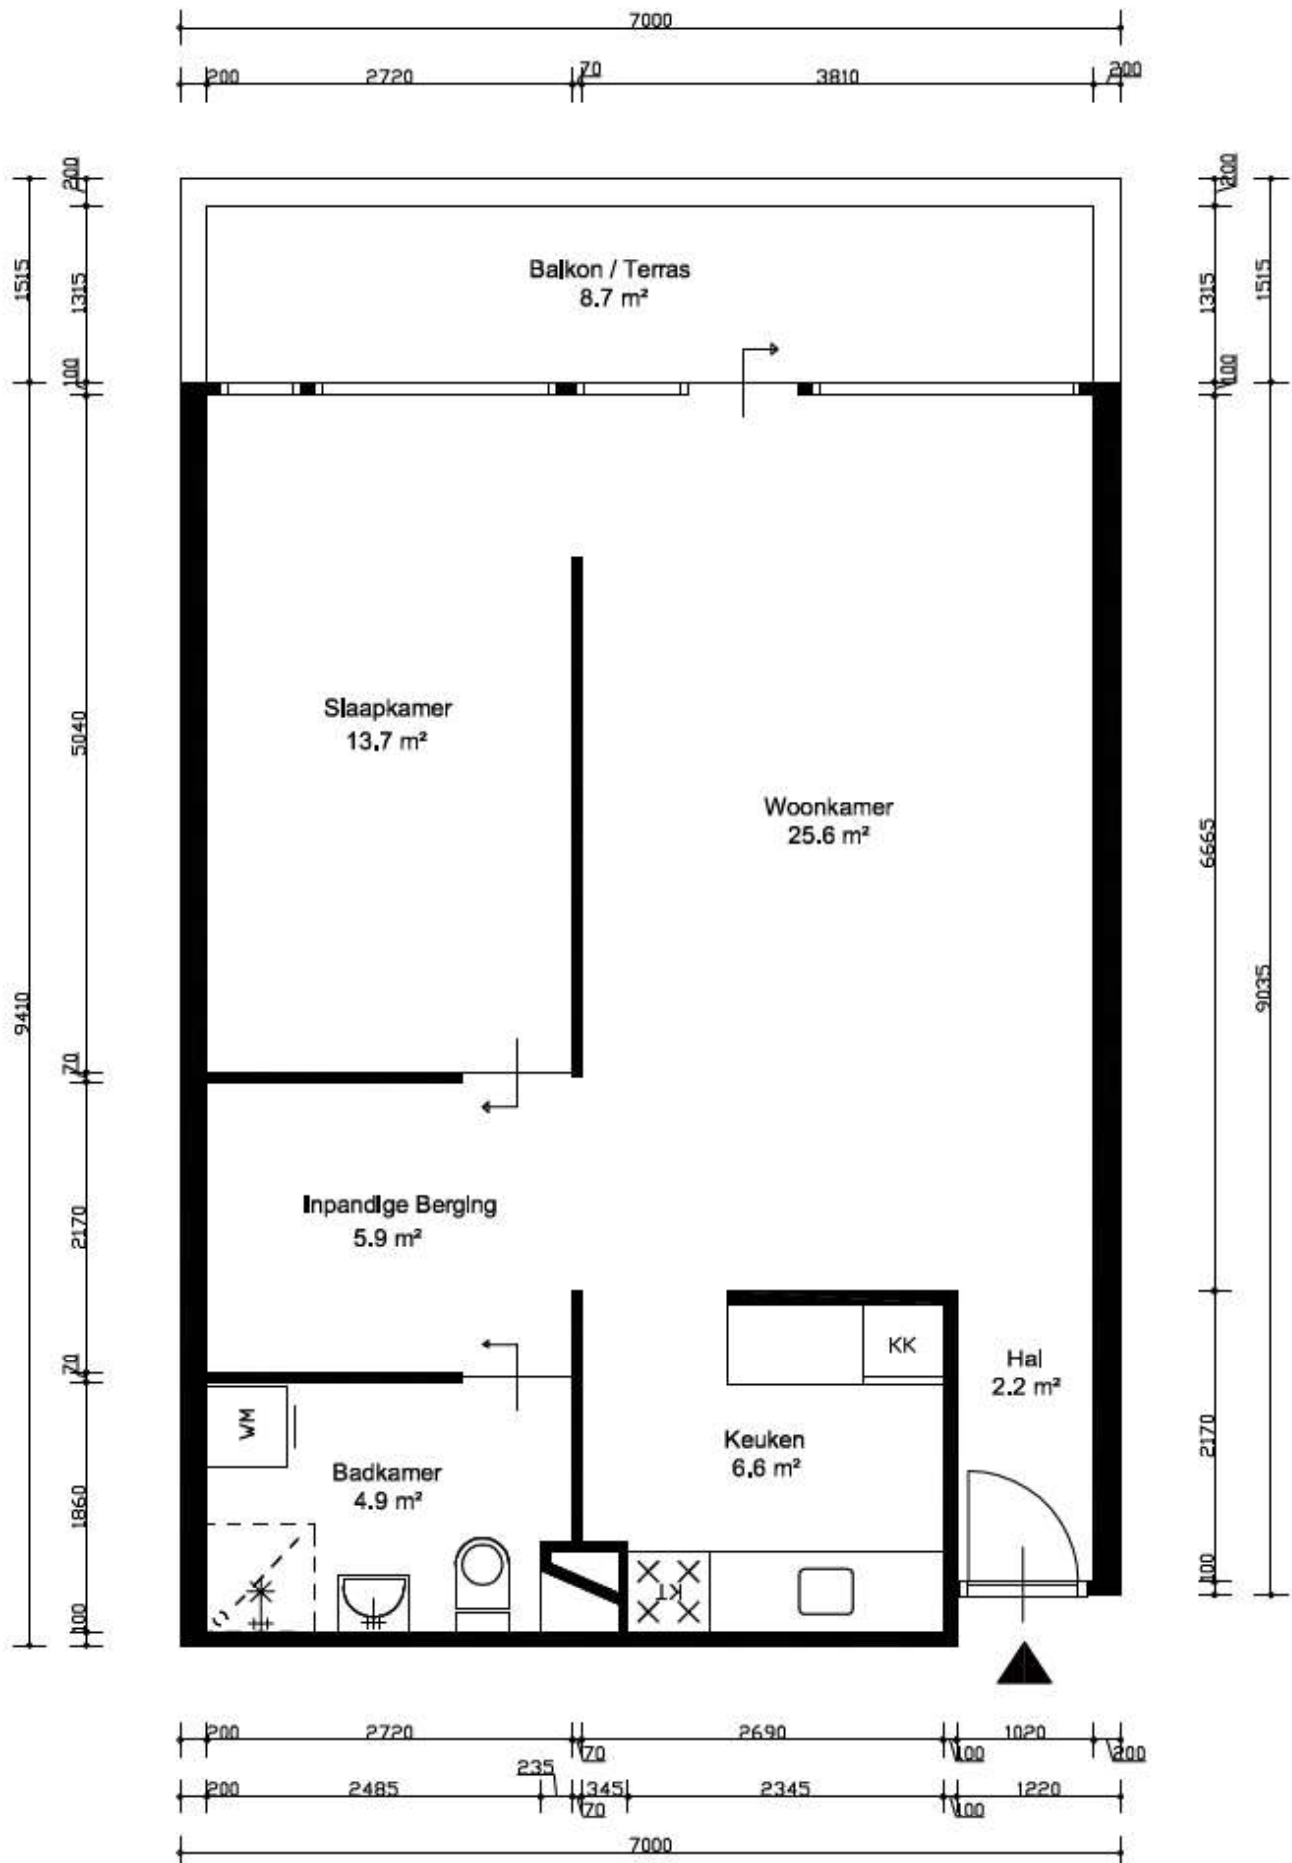 7000
200 2720 70 3810 200
200
200
1515
1315
Balkon / Terras
8.7 m²
1315
1515
100
100
Slaapkamer
13.7 m²
5040
Woonkamer
25.6 m²
6665
9410
9035
70
Inpandige Berging
5.9 m²
2170
70
KK
Hal
2.2 m²
WM
Keuken
6.6 m²
2170
Badkamer
4.9 m²
1860
KT
100
100
200 2720 70 2690 100 1020 200
200 2485 235 70 345 2345 100 1220
7000